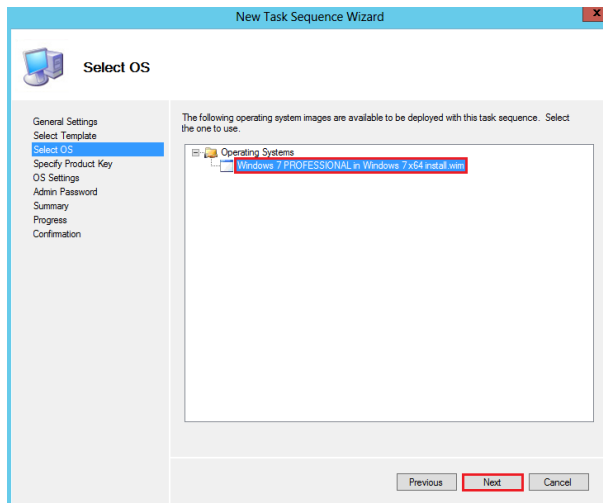 New Task Sequence Wizard
x
Select OS
General Settings
Select Template
Select OS
Specify Product Key
OS Settings
Admin Password
Summary
Progress
Confirmation
The following operating system images are available to be deployed with this task sequence. Select
the one to use.
Operating Systems
Windows 7 PROFESSIONAL in Windows 7 x64 install.wim
Previous Next Cancel